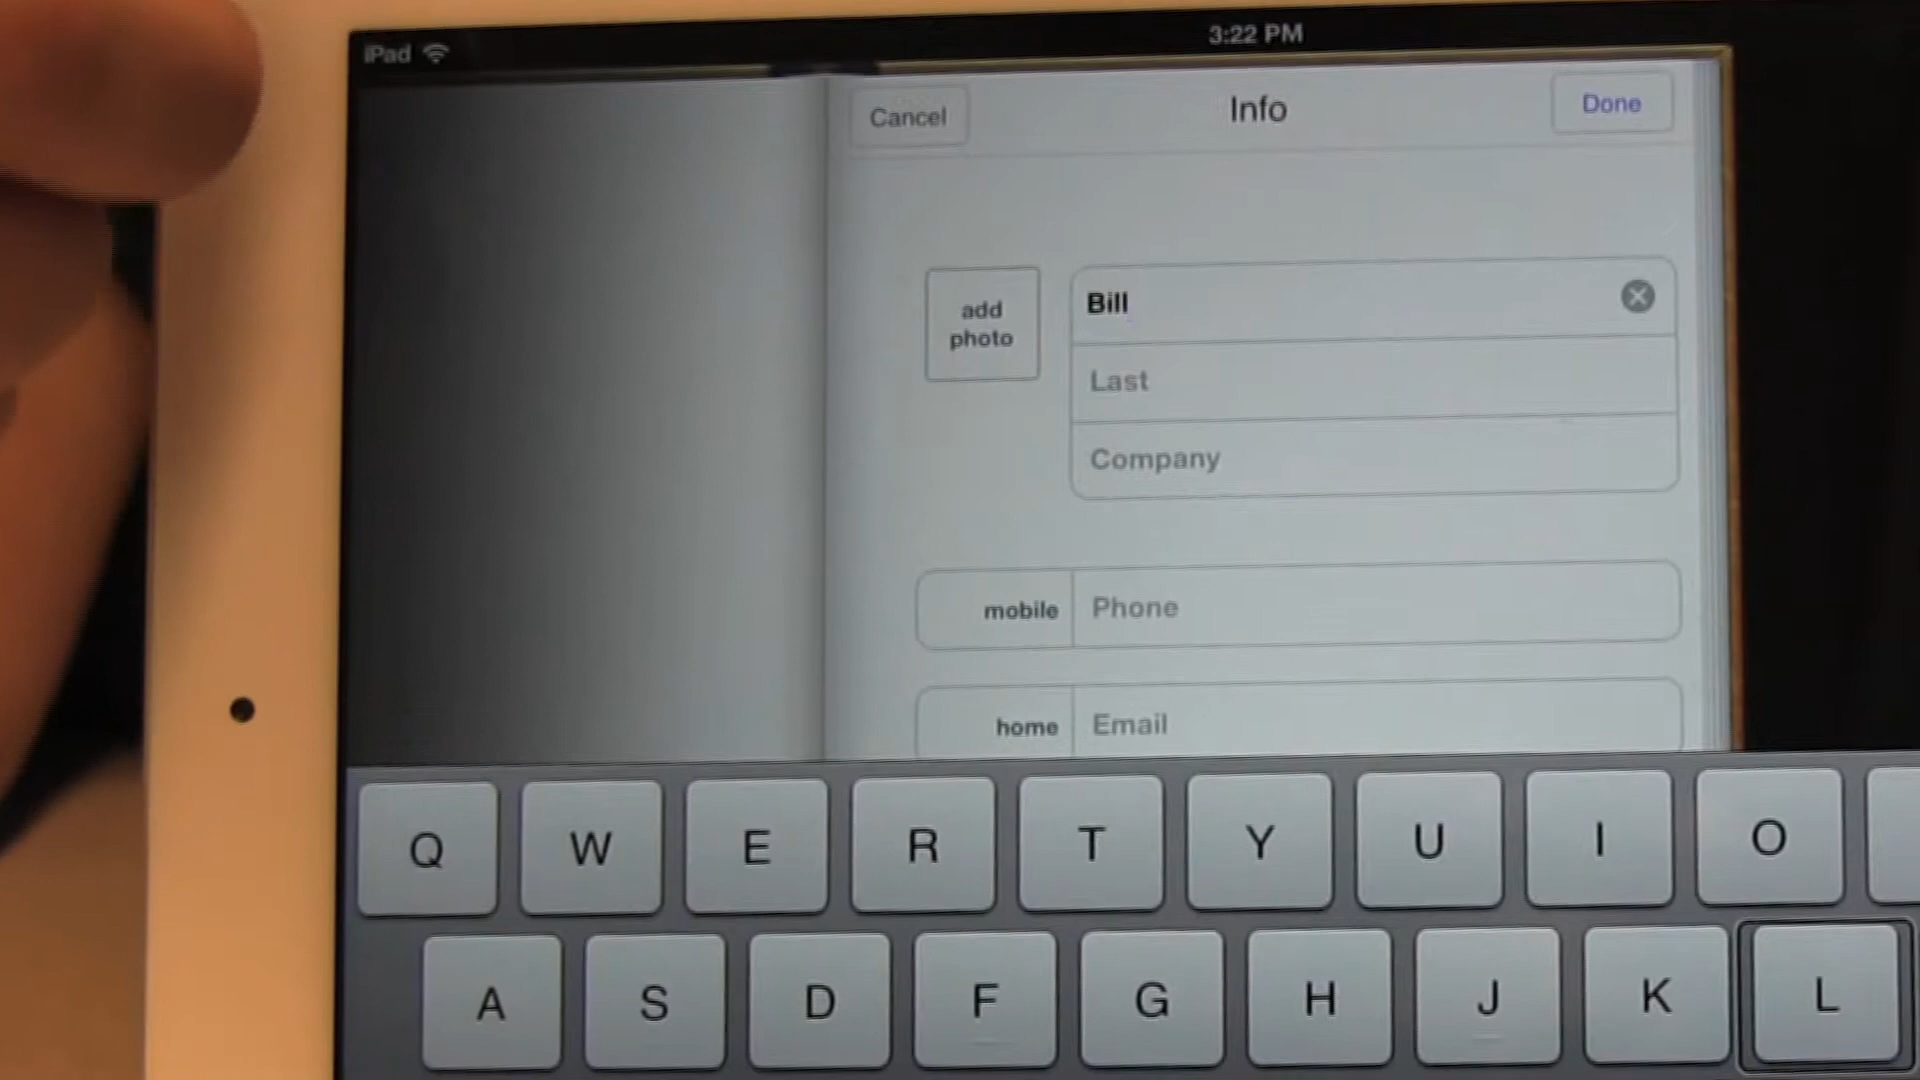 iPad
3:22 PM
Cancel
Info
Done
add
photo
Bill
Last
Company
mobile
Phone
home
Email
Q W E R T Y U I O
A S D F G H J K L